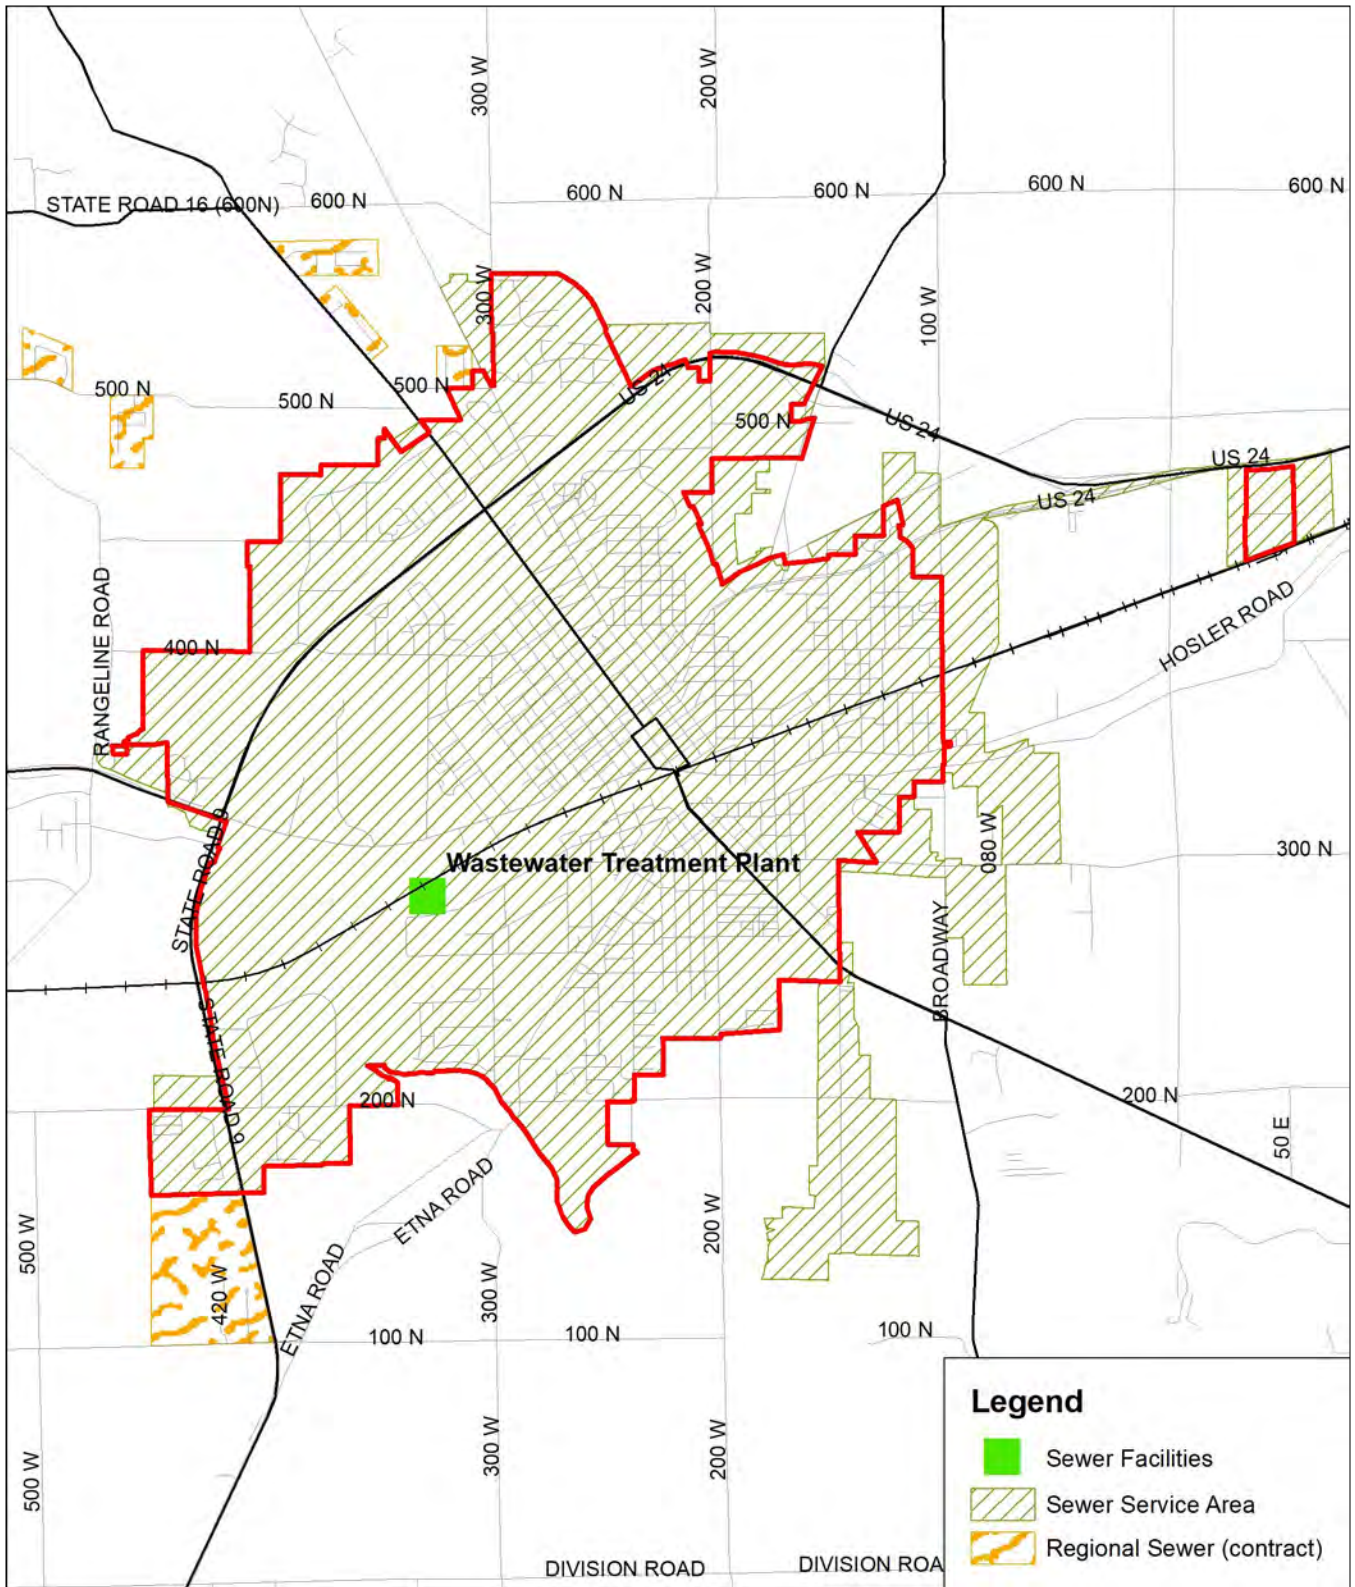 300 W
200 W
600 N
600 N
600 N
600 N
600 N
STATE ROAD 16 (600N)
300 W
200 W
100 W
500 N
500 N
500 N
US 24
500 N
US 24
US 24
US 24
RANGELINE ROAD
HOSLER ROAD
400 N
STATE ROAD 9
Wastewater Treatment Plant
080 W
300 N
BROADWAY
STATE ROAD 9
200 N
200 N
50 E
ETNA ROAD
200 W
500 W
420 W
ETNA ROAD
300 W
100 N
100 N
100 N
500 W
300 W
200 W
DIVISION ROAD
DIVISION ROA
Legend
Sewer Facilities
Sewer Service Area
Regional Sewer (contract)